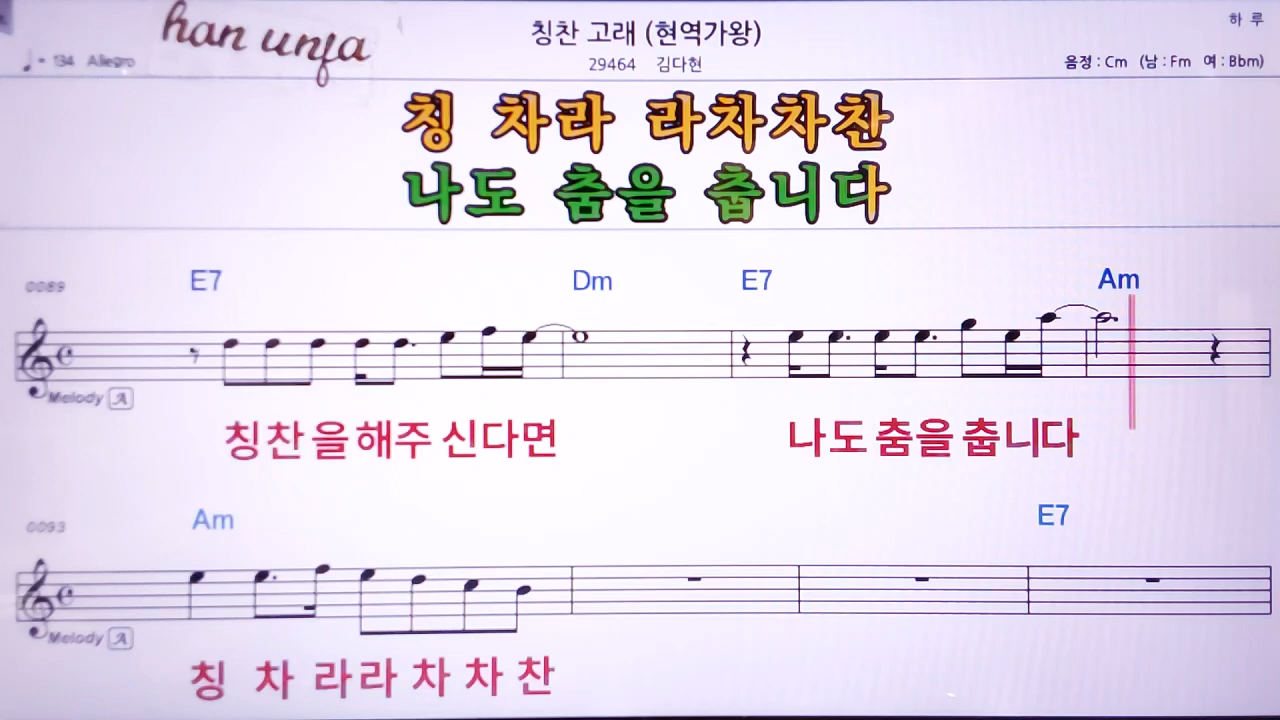 han unja
칭찬 고래 (현역가왕)
하 루
♩= 134 Allegro
29464 김다현
음정 : Cm (남 : Fm 여 : Bbm)
칭 차라 라차차찬
나도 춤을 춥니다
0089 E7 Dm E7 Am
Melody A
칭찬을해주 신다면 나도 춤을 춥니다
0093 Am E7
Melody A
칭 차 라라 차 차 찬